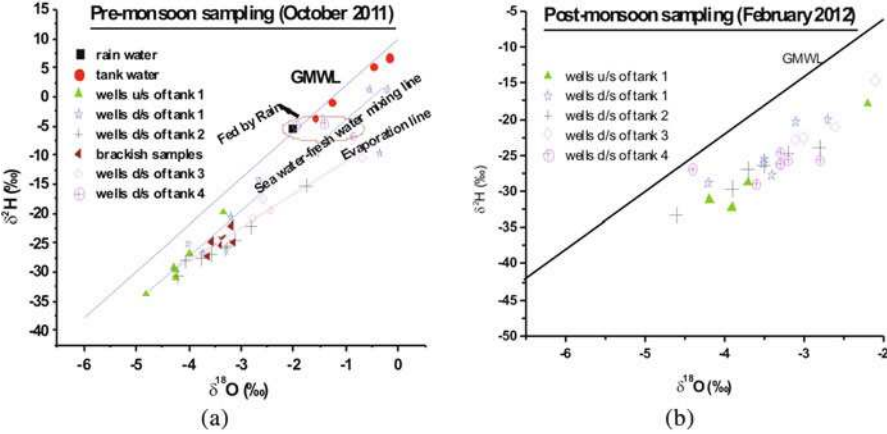 Pre-monsoon sampling (October 2011)
15
10
5
0
-5
-10
-15
-20
-25
-30
-35
-40
δ²H (‰)
rain water
tank water
wells u/s of tank 1
wells d/s of tank 1
wells d/s of tank 2
brackish samples
wells d/s of tank 3
wells d/s of tank 4
GMWL
Fed by Rain
Sea water-fresh water mixing line
Evaporation line
-6 -5 -4 -3 -2 -1 0
δ¹⁸O (‰)
(a)
Post-monsoon sampling (February 2012)
-5
-10
-15
-20
-25
-30
-35
-40
-45
-50
δ²H (‰)
GMWL
wells u/s of tank 1
wells d/s of tank 1
wells d/s of tank 2
wells d/s of tank 3
wells d/s of tank 4
-6 -5 -4 -3 -2
δ¹⁸O (‰)
(b)